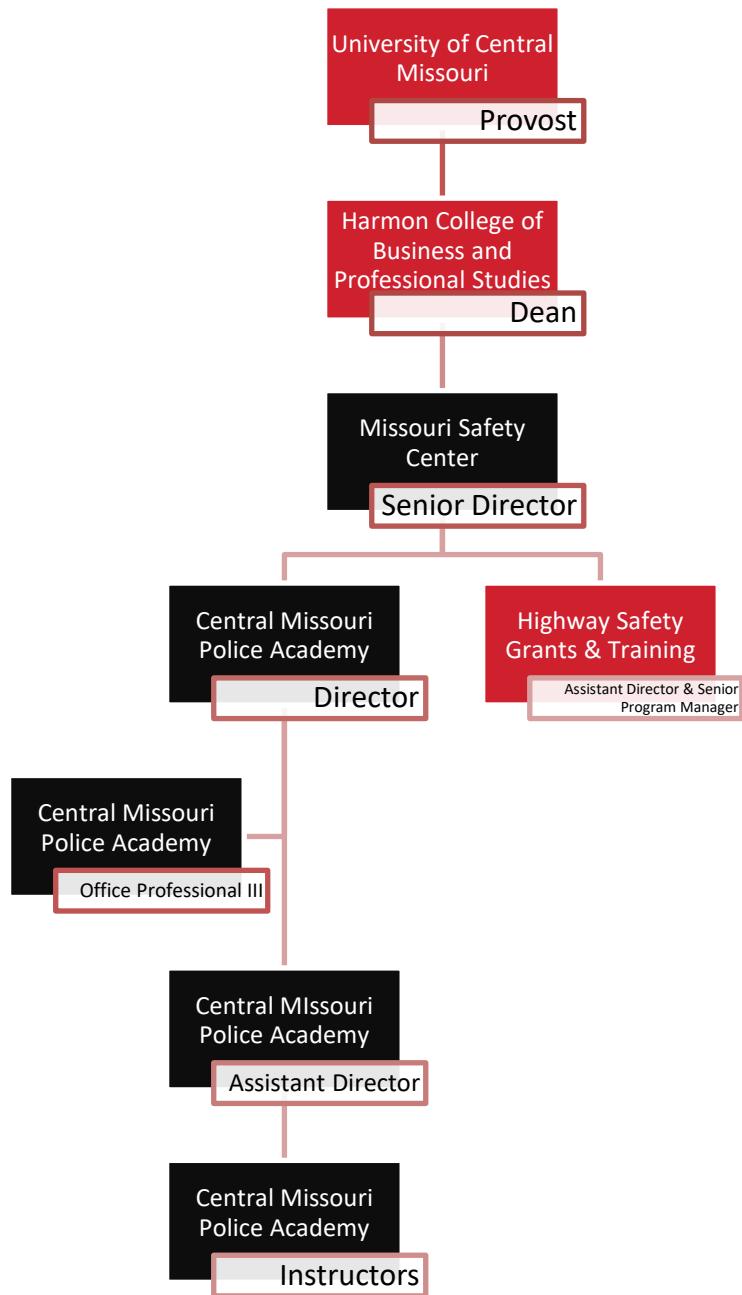 University of Central
Missouri
Provost
Harmon College of
Business and
Professional Studies
Dean
Missouri Safety
Center
Senior Director
Central Missouri
Police Academy
Director
Highway Safety
Grants & Training
Assistant Director & Senior
Program Manager
Central Missouri
Police Academy
Office Professional III
Central MIssouri
Police Academy
Assistant Director
Central Missouri
Police Academy
Instructors